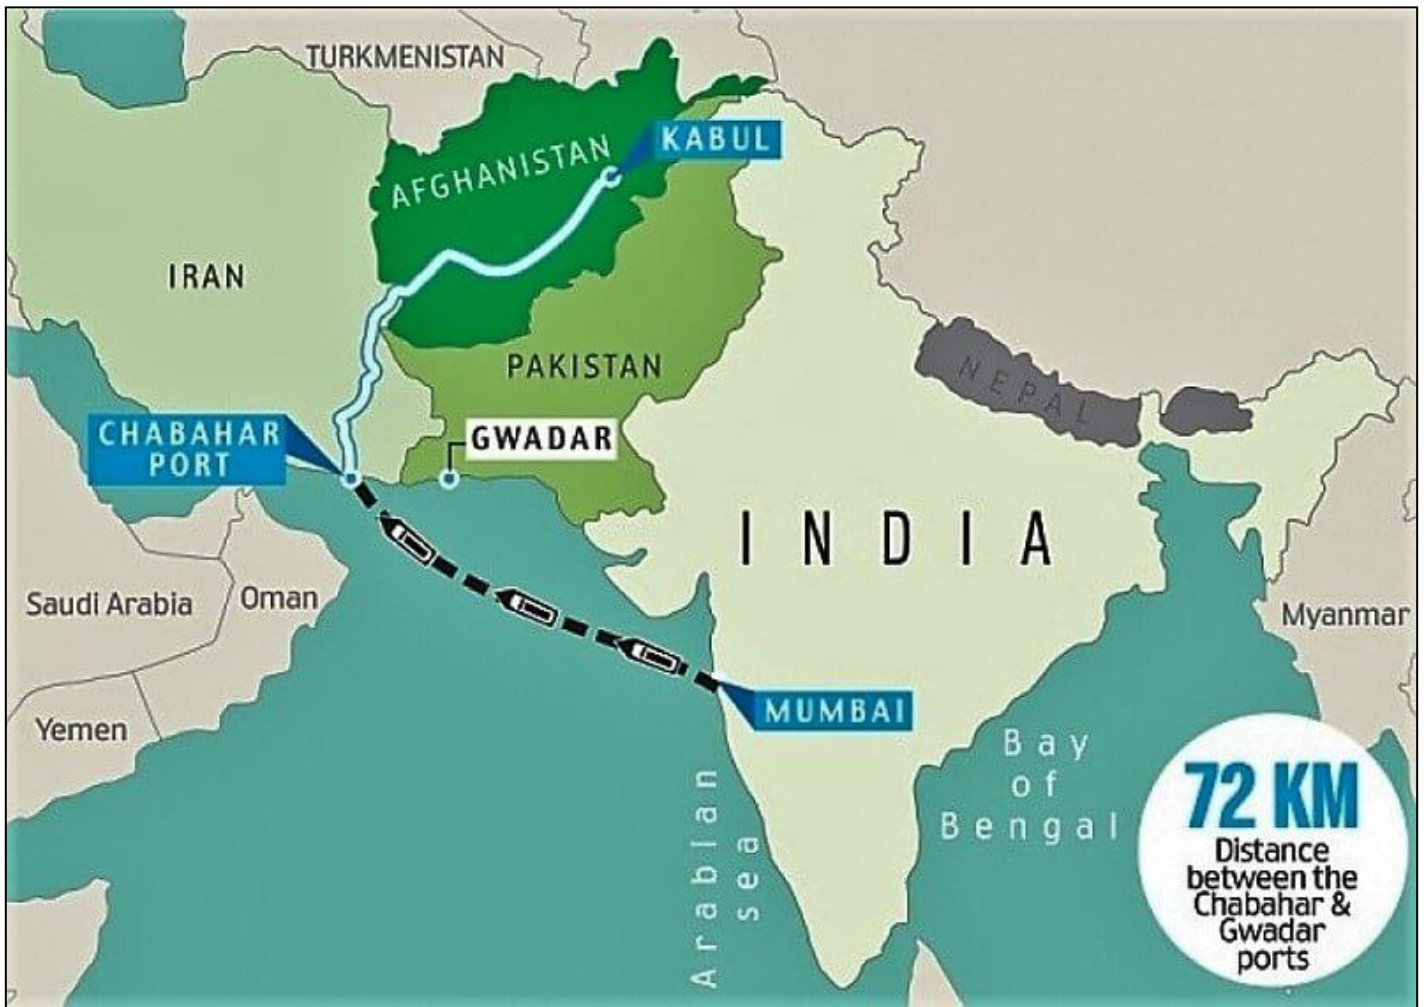 TURKMENISTAN
AFGHANISTAN
KABUL
IRAN
PAKISTAN
CHABAHAR
PORT
GWADAR
NEPAL
INDIA
Saudi Arabia
Oman
Myanmar
Yemen
MUMBAI
Arabian
sea
Bay
of
Bengal
72 KM
Distance
between the
Chabahar &
Gwadar
ports